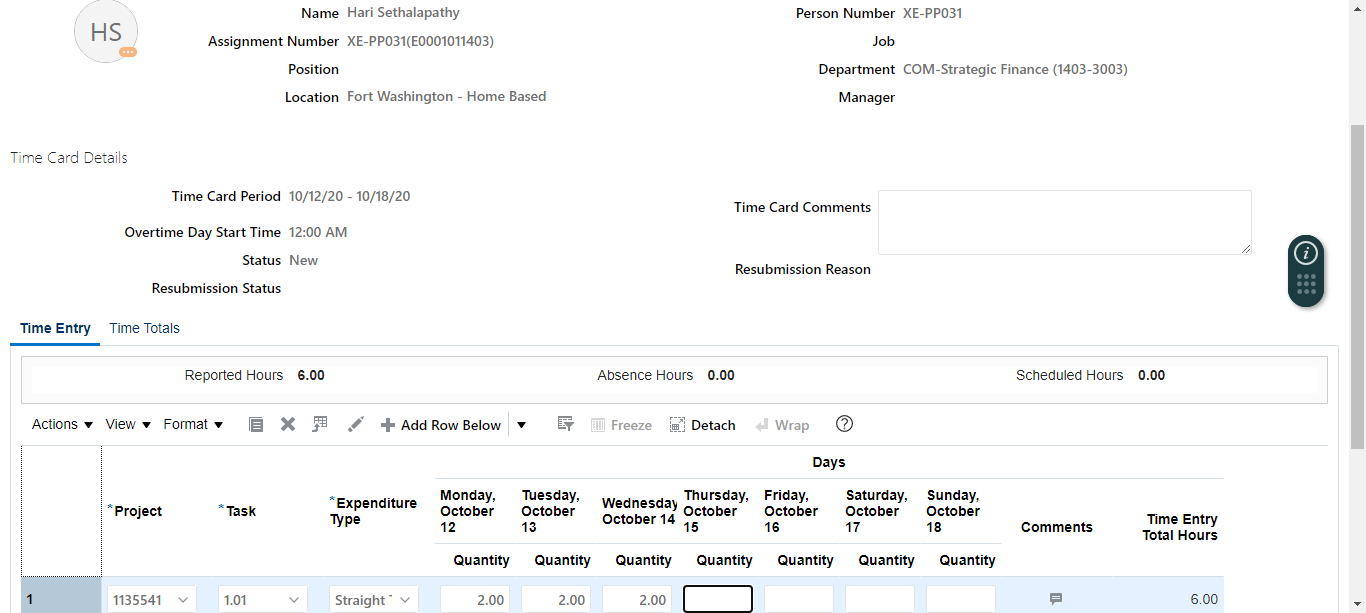 HS
Name Hari Sethalapathy
Person Number XE-PP031
Assignment Number XE-PP031(E0001011403)
Job
Position
Department COM-Strategic Finance (1403-3003)
Location Fort Washington - Home Based
Manager
Time Card Details
Time Card Period 10/12/20 - 10/18/20
Time Card Comments
Overtime Day Start Time 12:00 AM
Status New
Resubmission Reason
Resubmission Status
Time Entry Time Totals
Reported Hours 6.00 Absence Hours 0.00 Scheduled Hours 0.00
Actions View Format Add Row Below Freeze Detach Wrap
Days
*Project *Task *Expenditure Type
Monday, October 12
Tuesday, October 13
Wednesday October 14
Thursday, October 15
Friday, October 16
Saturday, October 17
Sunday, October 18
Comments
Time Entry Total Hours
Quantity Quantity Quantity Quantity Quantity Quantity Quantity
1 1135541 1.01 Straight 2.00 2.00 2.00 6.00